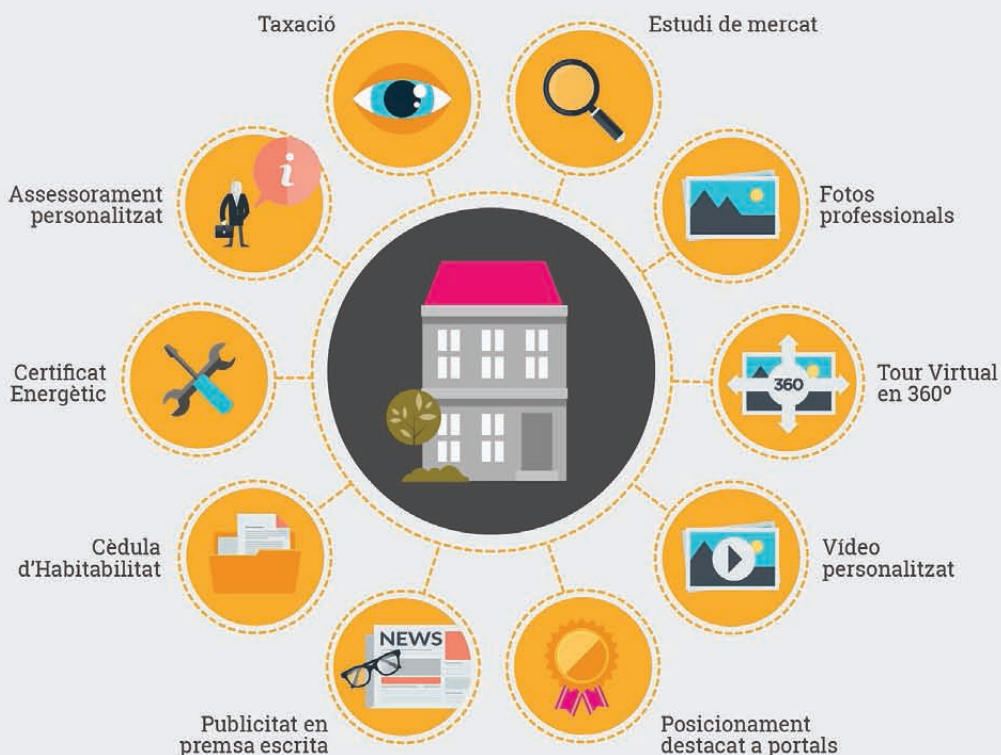 Taxació
Estudi de mercat
i
Assessorament
personalitzat
Fotos
professionals
Certificat
Energètic
360
Tour Virtual
en 360º
Cèdula
d'Habitabilitat
Vídeo
personalitzat
NEWS
Publicitat en
premsa escrita
Posicionament
destacat a portals